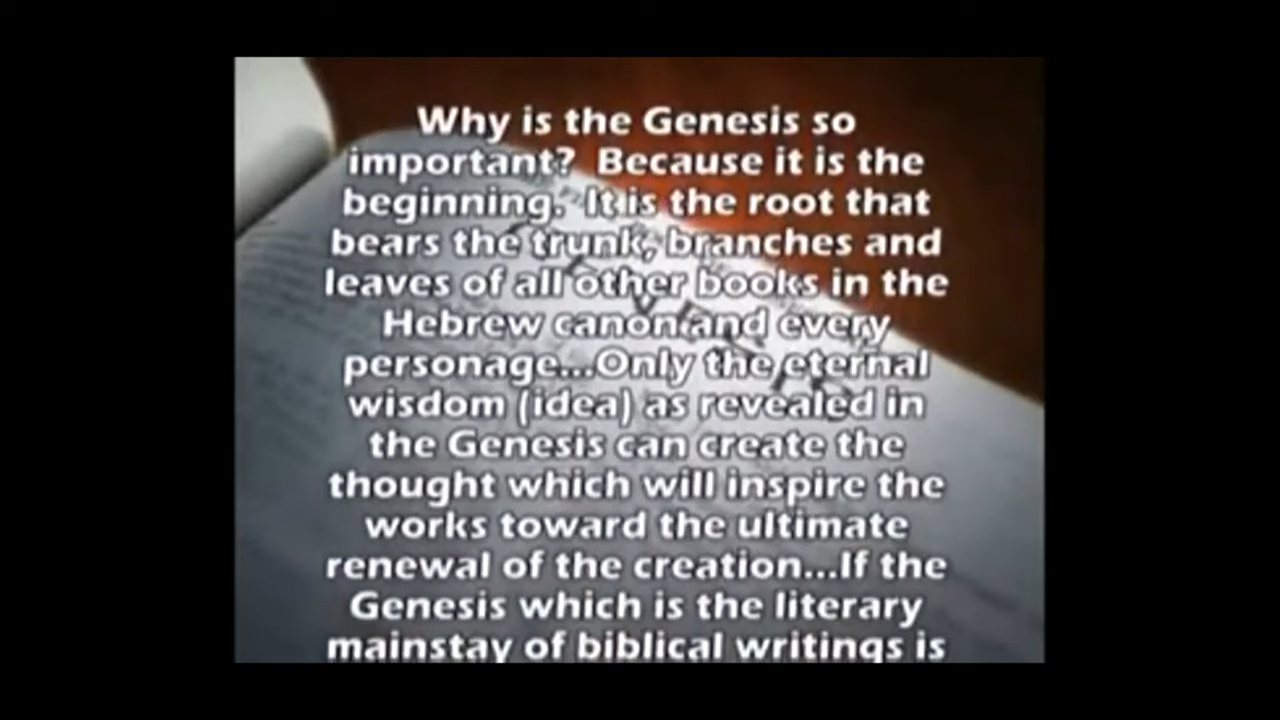 Why is the Genesis so
important? Because it is the
beginning. It is the root that
bears the trunk, branches and
leaves of all other books in the
Hebrew canon and every
personage...Only the eternal
wisdom (idea) as revealed in
the Genesis can create the
thought which will inspire the
works toward the ultimate
renewal of the creation...If the
Genesis which is the literary
mainstay of biblical writings is
GENESIS